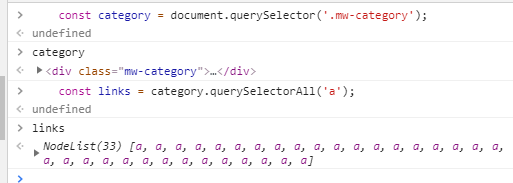 const category = document.querySelector('.mw-category');
undefined
category
<div class="mw-category">…</div>
const links = category.querySelectorAll('a');
undefined
links
NodeList(33) [a, a, a, a, a, a, a, a, a, a, a, a, a, a, a, a, a, a, a,
a, a, a, a, a, a, a, a, a, a, a, a, a, a]